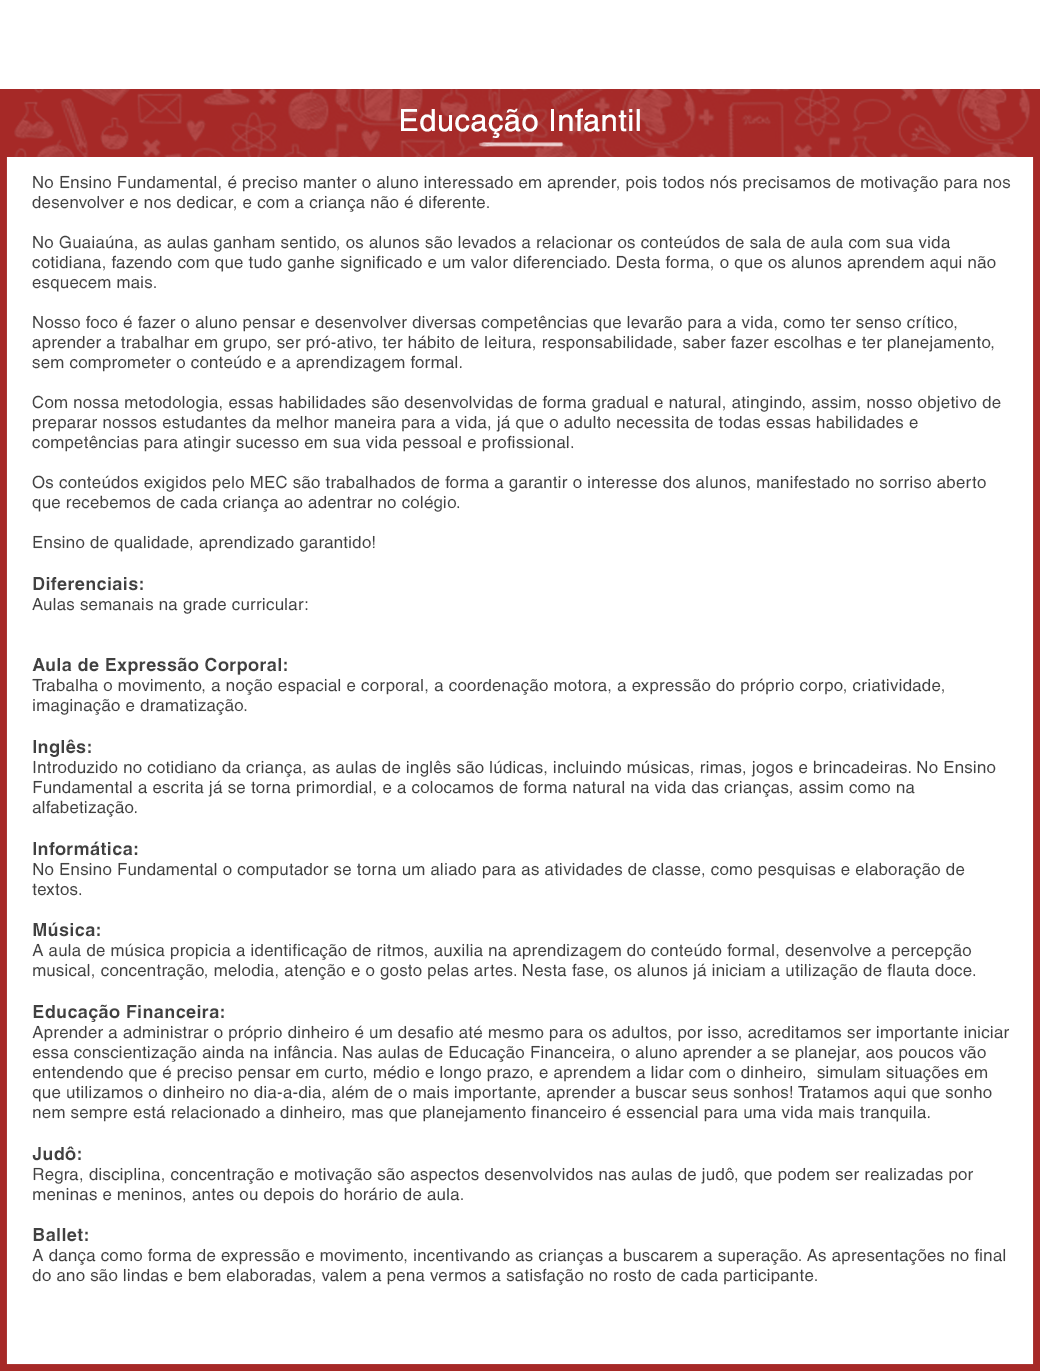 Educação Infantil
No Ensino Fundamental, é preciso manter o aluno interessado em aprender, pois todos nós precisamos de motivação para nos
desenvolver e nos dedicar, e com a criança não é diferente.
No Guaiaúna, as aulas ganham sentido, os alunos são levados a relacionar os conteúdos de sala de aula com sua vida
cotidiana, fazendo com que tudo ganhe significado e um valor diferenciado. Desta forma, o que os alunos aprendem aqui não
esquecem mais.
Nosso foco é fazer o aluno pensar e desenvolver diversas competências que levarão para a vida, como ter senso crítico,
aprender a trabalhar em grupo, ser pró-ativo, ter hábito de leitura, responsabilidade, saber fazer escolhas e ter planejamento,
sem comprometer o conteúdo e a aprendizagem formal.
Com nossa metodologia, essas habilidades são desenvolvidas de forma gradual e natural, atingindo, assim, nosso objetivo de
preparar nossos estudantes da melhor maneira para a vida, já que o adulto necessita de todas essas habilidades e
competências para atingir sucesso em sua vida pessoal e profissional.
Os conteúdos exigidos pelo MEC são trabalhados de forma a garantir o interesse dos alunos, manifestado no sorriso aberto
que recebemos de cada criança ao adentrar no colégio.
Ensino de qualidade, aprendizado garantido!
Diferenciais:
Aulas semanais na grade curricular:
Aula de Expressão Corporal:
Trabalha o movimento, a noção espacial e corporal, a coordenação motora, a expressão do próprio corpo, criatividade,
imaginação e dramatização.
Inglês:
Introduzido no cotidiano da criança, as aulas de inglês são lúdicas, incluindo músicas, rimas, jogos e brincadeiras. No Ensino
Fundamental a escrita já se torna primordial, e a colocamos de forma natural na vida das crianças, assim como na
alfabetização.
Informática:
No Ensino Fundamental o computador se torna um aliado para as atividades de classe, como pesquisas e elaboração de
textos.
Música:
A aula de música propicia a identificação de ritmos, auxilia na aprendizagem do conteúdo formal, desenvolve a percepção
musical, concentração, melodia, atenção e o gosto pelas artes. Nesta fase, os alunos já iniciam a utilização de flauta doce.
Educação Financeira:
Aprender a administrar o próprio dinheiro é um desafio até mesmo para os adultos, por isso, acreditamos ser importante iniciar
essa conscientização ainda na infância. Nas aulas de Educação Financeira, o aluno aprender a se planejar, aos poucos vão
entendendo que é preciso pensar em curto, médio e longo prazo, e aprendem a lidar com o dinheiro,  simulam situações em
que utilizamos o dinheiro no dia-a-dia, além de o mais importante, aprender a buscar seus sonhos! Tratamos aqui que sonho
nem sempre está relacionado a dinheiro, mas que planejamento financeiro é essencial para uma vida mais tranquila.
Judô:
Regra, disciplina, concentração e motivação são aspectos desenvolvidos nas aulas de judô, que podem ser realizadas por
meninas e meninos, antes ou depois do horário de aula.
Ballet:
A dança como forma de expressão e movimento, incentivando as crianças a buscarem a superação. As apresentações no final
do ano são lindas e bem elaboradas, valem a pena vermos a satisfação no rosto de cada participante.